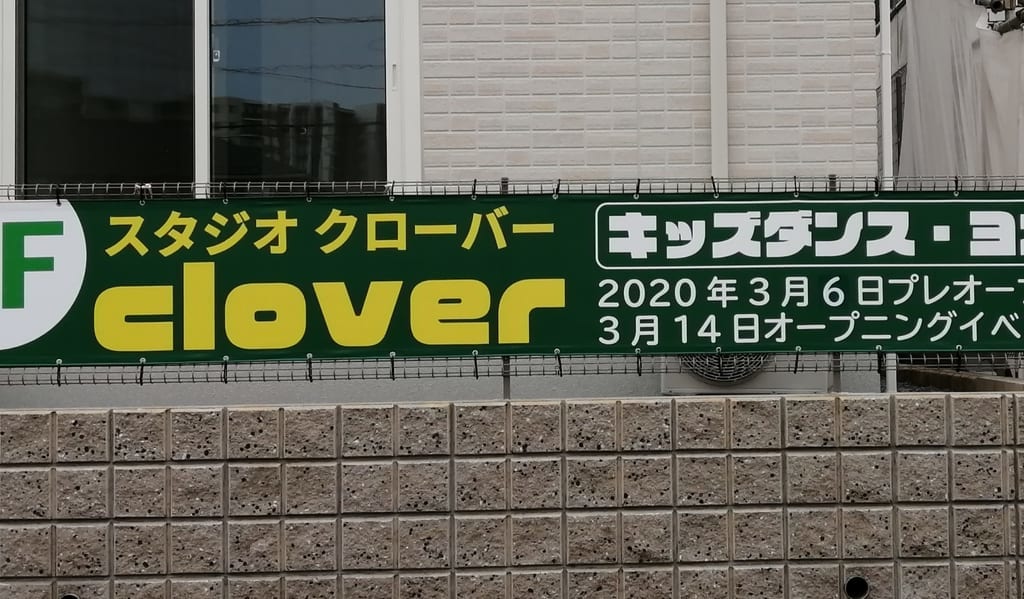 F
スタジオ クローバー
clover
キッズダンス・ヨ
2020年3月6日プレオー
3月14日オープニングイベ